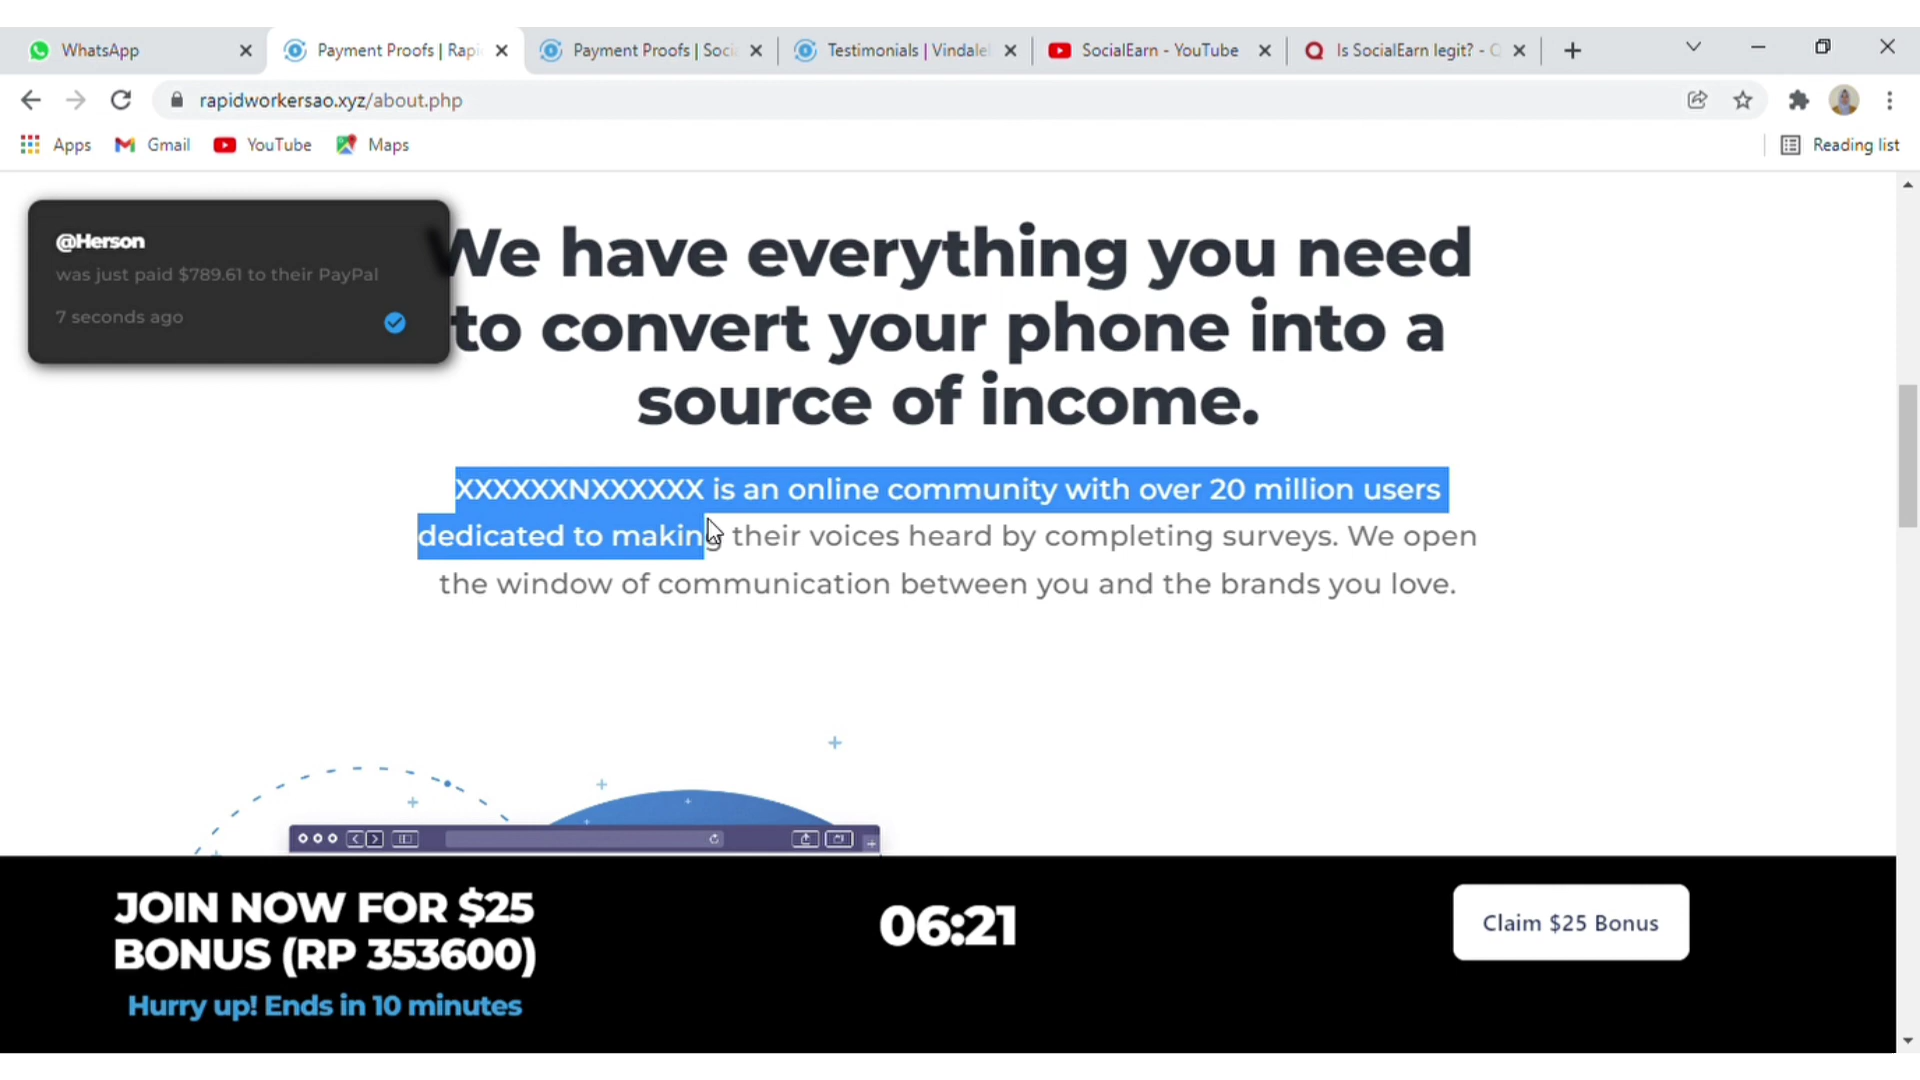 WhatsApp
Payment Proofs | Rapi
Payment Proofs | Soci
Testimonials | Vindale
SocialEarn - YouTube
Is SocialEarn legit? - Q
rapidworkersao.xyz/about.php
Apps
Gmail
YouTube
Maps
Reading list
@Herson
was just paid $789.61 to their PayPal
7 seconds ago
We have everything you need
to convert your phone into a
source of income.
XXXXXXNXXXXXX is an online community with over 20 million users
dedicated to making their voices heard by completing surveys. We open
the window of communication between you and the brands you love.
JOIN NOW FOR $25
BONUS (RP 353600)
Hurry up! Ends in 10 minutes
06:21
Claim $25 Bonus